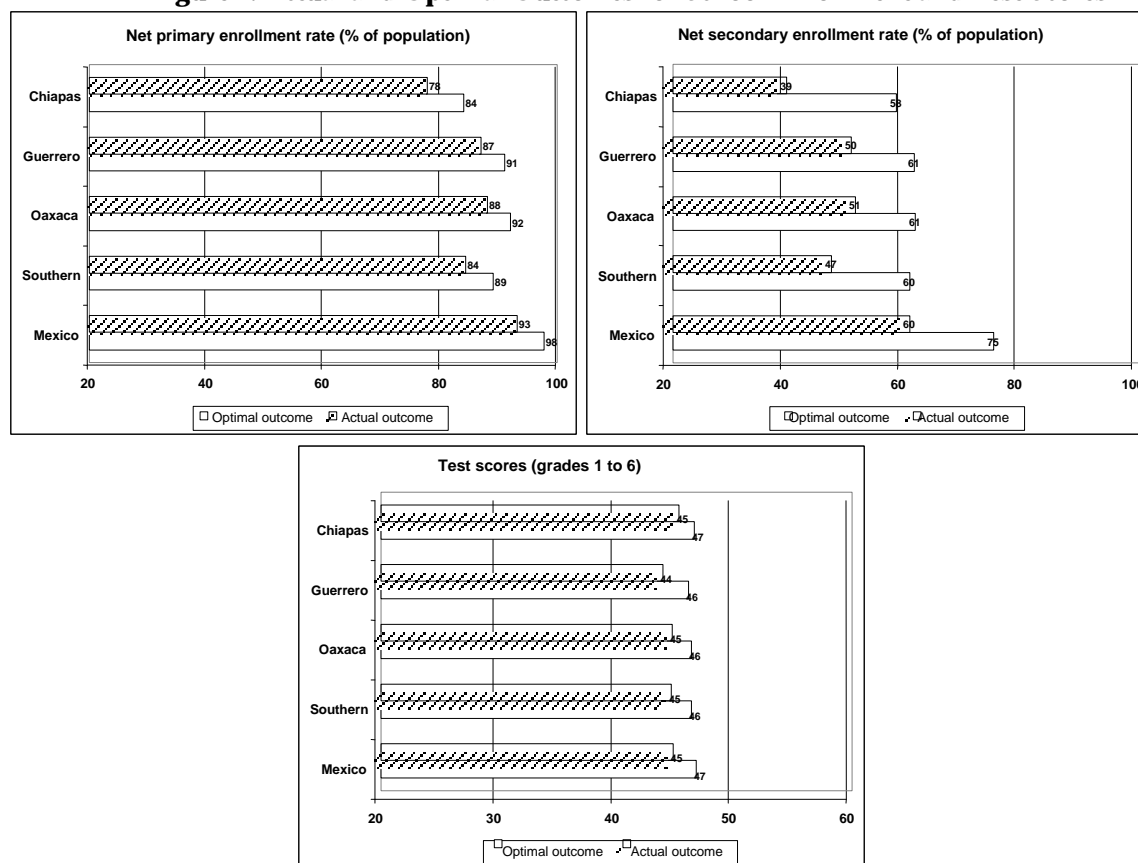 Net primary enrollment rate (% of population)
Chiapas
78
84
Guerrero
87
91
Oaxaca
88
92
Southern
84
89
Mexico
93
98
20 40 60 80 100
Optimal outcome Actual outcome
Net secondary enrollment rate (% of population)
Chiapas
39
58
Guerrero
50
61
Oaxaca
51
61
Southern
47
60
Mexico
60
75
20 40 60 80 100
Optimal outcome Actual outcome
Test scores (grades 1 to 6)
Chiapas
45
47
Guerrero
44
46
Oaxaca
45
46
Southern
45
46
Mexico
45
47
20 30 40 50 60
Optimal outcome Actual outcome